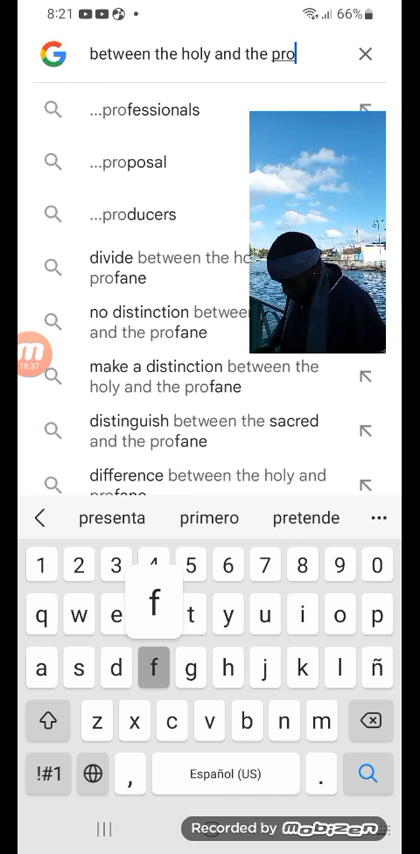 8:21 66%
between the holy and the pro
...professionals
...proposal
...producers
divide between the
profane
no distinction
and the profane
make a distinction between the
holy and the profane
distinguish between the sacred
and the profane
difference between the holy and
18:37
presenta primero pretende
1 2 3 4 5 6 7 8 9 0
q w e f t y u i o p
a s d f g h j k l ñ
z x c v b n m
!#1 , Español (US) .
Recorded by mobizen